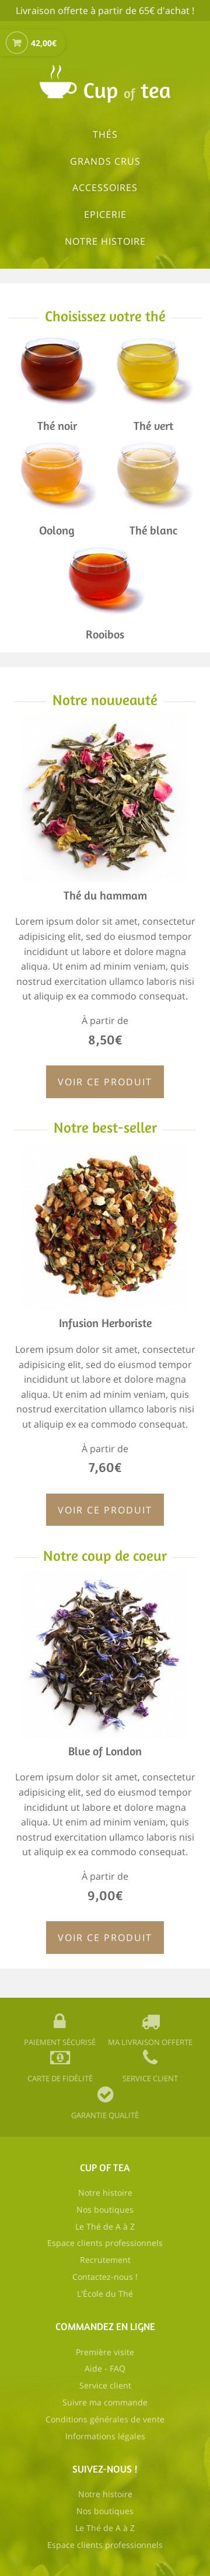 Livraison offerte à partir de 65€ d'achat !
42,00€
Cup of tea
THÉS
GRANDS CRUS
ACCESSOIRES
EPICERIE
NOTRE HISTOIRE
Choisissez votre thé
Thé noir
Thé vert
Oolong
Thé blanc
Rooibos
Notre nouveauté
Thé du hammam
Lorem ipsum dolor sit amet, consectetur
adipisicing elit, sed do eiusmod tempor
incididunt ut labore et dolore magna
aliqua. Ut enim ad minim veniam, quis
nostrud exercitation ullamco laboris nisi
ut aliquip ex ea commodo consequat.
À partir de
8,50€
VOIR CE PRODUIT
Notre best-seller
Infusion Herboriste
Lorem ipsum dolor sit amet, consectetur
adipisicing elit, sed do eiusmod tempor
incididunt ut labore et dolore magna
aliqua. Ut enim ad minim veniam, quis
nostrud exercitation ullamco laboris nisi
ut aliquip ex ea commodo consequat.
À partir de
7,60€
VOIR CE PRODUIT
Notre coup de coeur
Blue of London
Lorem ipsum dolor sit amet, consectetur
adipisicing elit, sed do eiusmod tempor
incididunt ut labore et dolore magna
aliqua. Ut enim ad minim veniam, quis
nostrud exercitation ullamco laboris nisi
ut aliquip ex ea commodo consequat.
À partir de
9,00€
VOIR CE PRODUIT
PAIEMENT SÉCURISÉ
MA LIVRAISON OFFERTE
CARTE DE FIDÉLITÉ
SERVICE CLIENT
GARANTIE QUALITÉ
CUP OF TEA
Notre histoire
Nos boutiques
Le Thé de A à Z
Espace clients professionnels
Recrutement
Contactez-nous !
L'École du Thé
COMMANDEZ EN LIGNE
Première visite
Aide - FAQ
Service client
Suivre ma commande
Conditions générales de vente
Informations légales
SUIVEZ-NOUS !
Notre histoire
Nos boutiques
Le Thé de A à Z
Espace clients professionnels